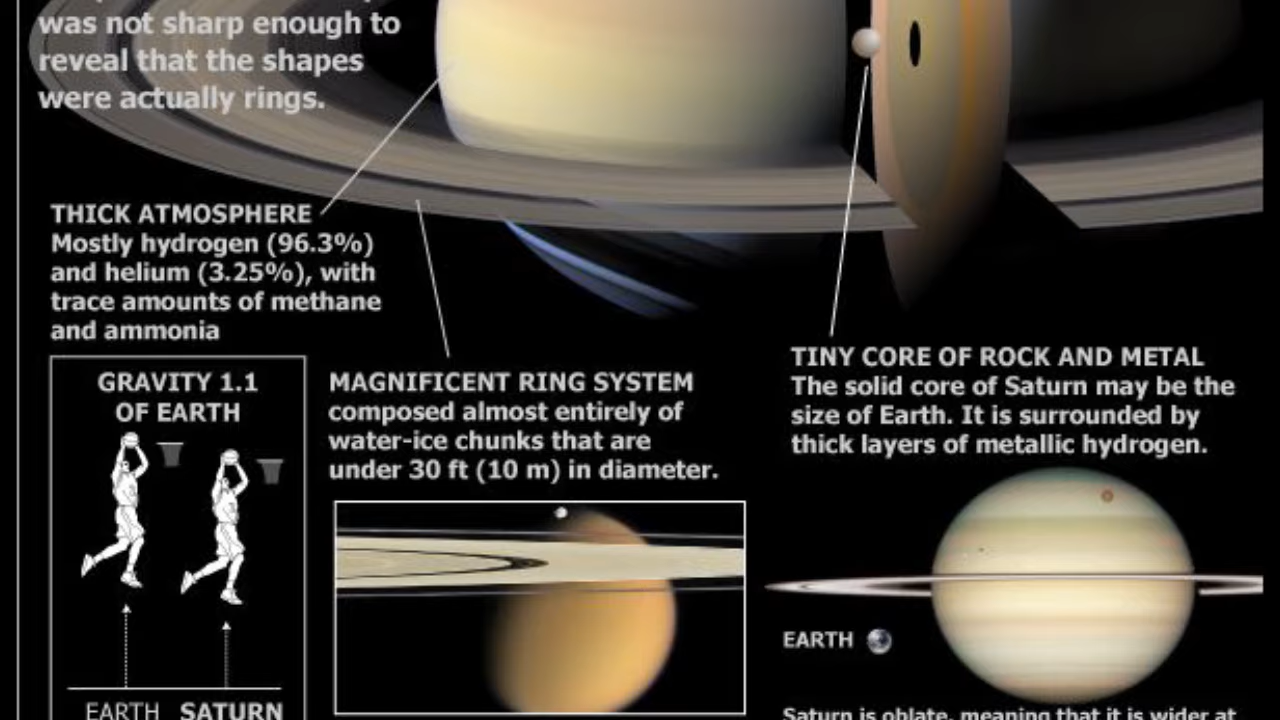 was not sharp enough to
reveal that the shapes
were actually rings.
THICK ATMOSPHERE
Mostly hydrogen (96.3%)
and helium (3.25%), with
trace amounts of methane
and ammonia
GRAVITY 1.1
OF EARTH
EARTH SATURN
MAGNIFICENT RING SYSTEM
composed almost entirely of
water-ice chunks that are
under 30 ft (10 m) in diameter.
TINY CORE OF ROCK AND METAL
The solid core of Saturn may be the
size of Earth. It is surrounded by
thick layers of metallic hydrogen.
EARTH
Saturn is oblate, meaning that it is wider at